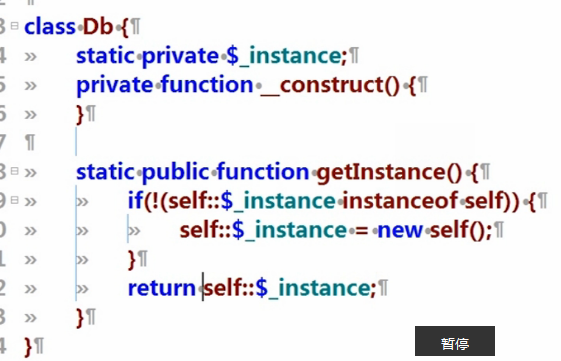 3 class Db {
4 static private $_instance;
5 private function __construct() {
6 }
7
8 static public function getInstance() {
9 if(!(self::$_instance instanceof self)) {
0 self::$_instance = new self();
1 }
2 return self::$_instance;
3 }
4 }
暂停